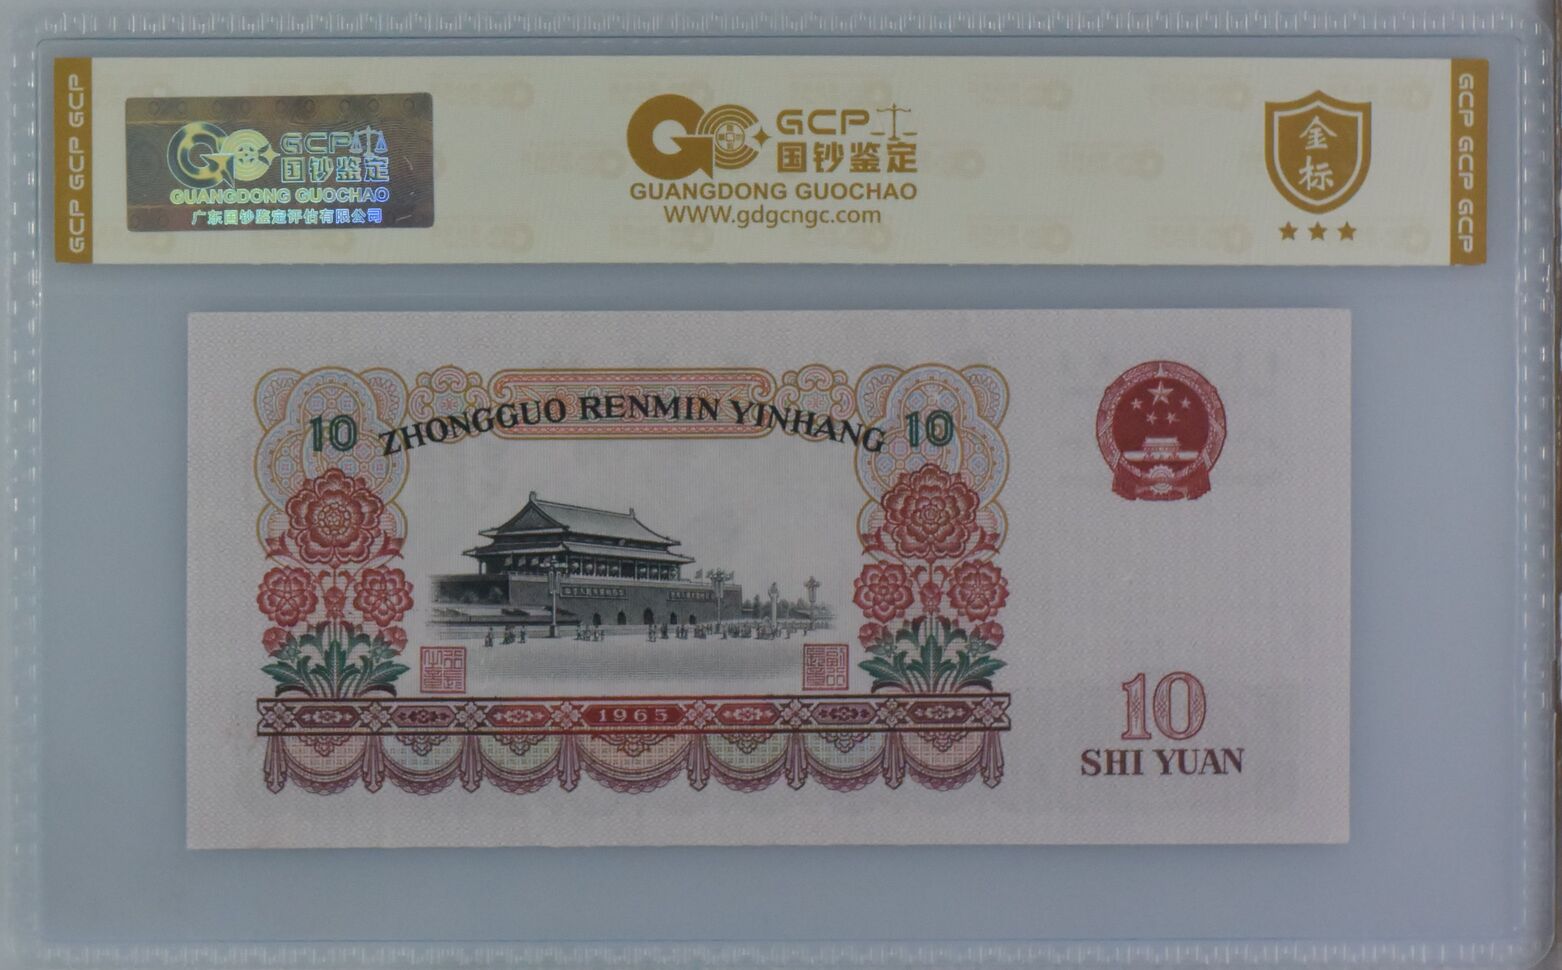 GCP GCP GCP
GCP
国钞鉴定
GUANGDONG GUOCHAO
广东国钞鉴定评估有限公司
GCP
国钞鉴定
GUANGDONG GUOCHAO
WWW.gdgcngc.com
金标
GCP GCP GCP
10
ZHONGGUO RENMIN YINHANG
10
1965
10
SHI YUAN